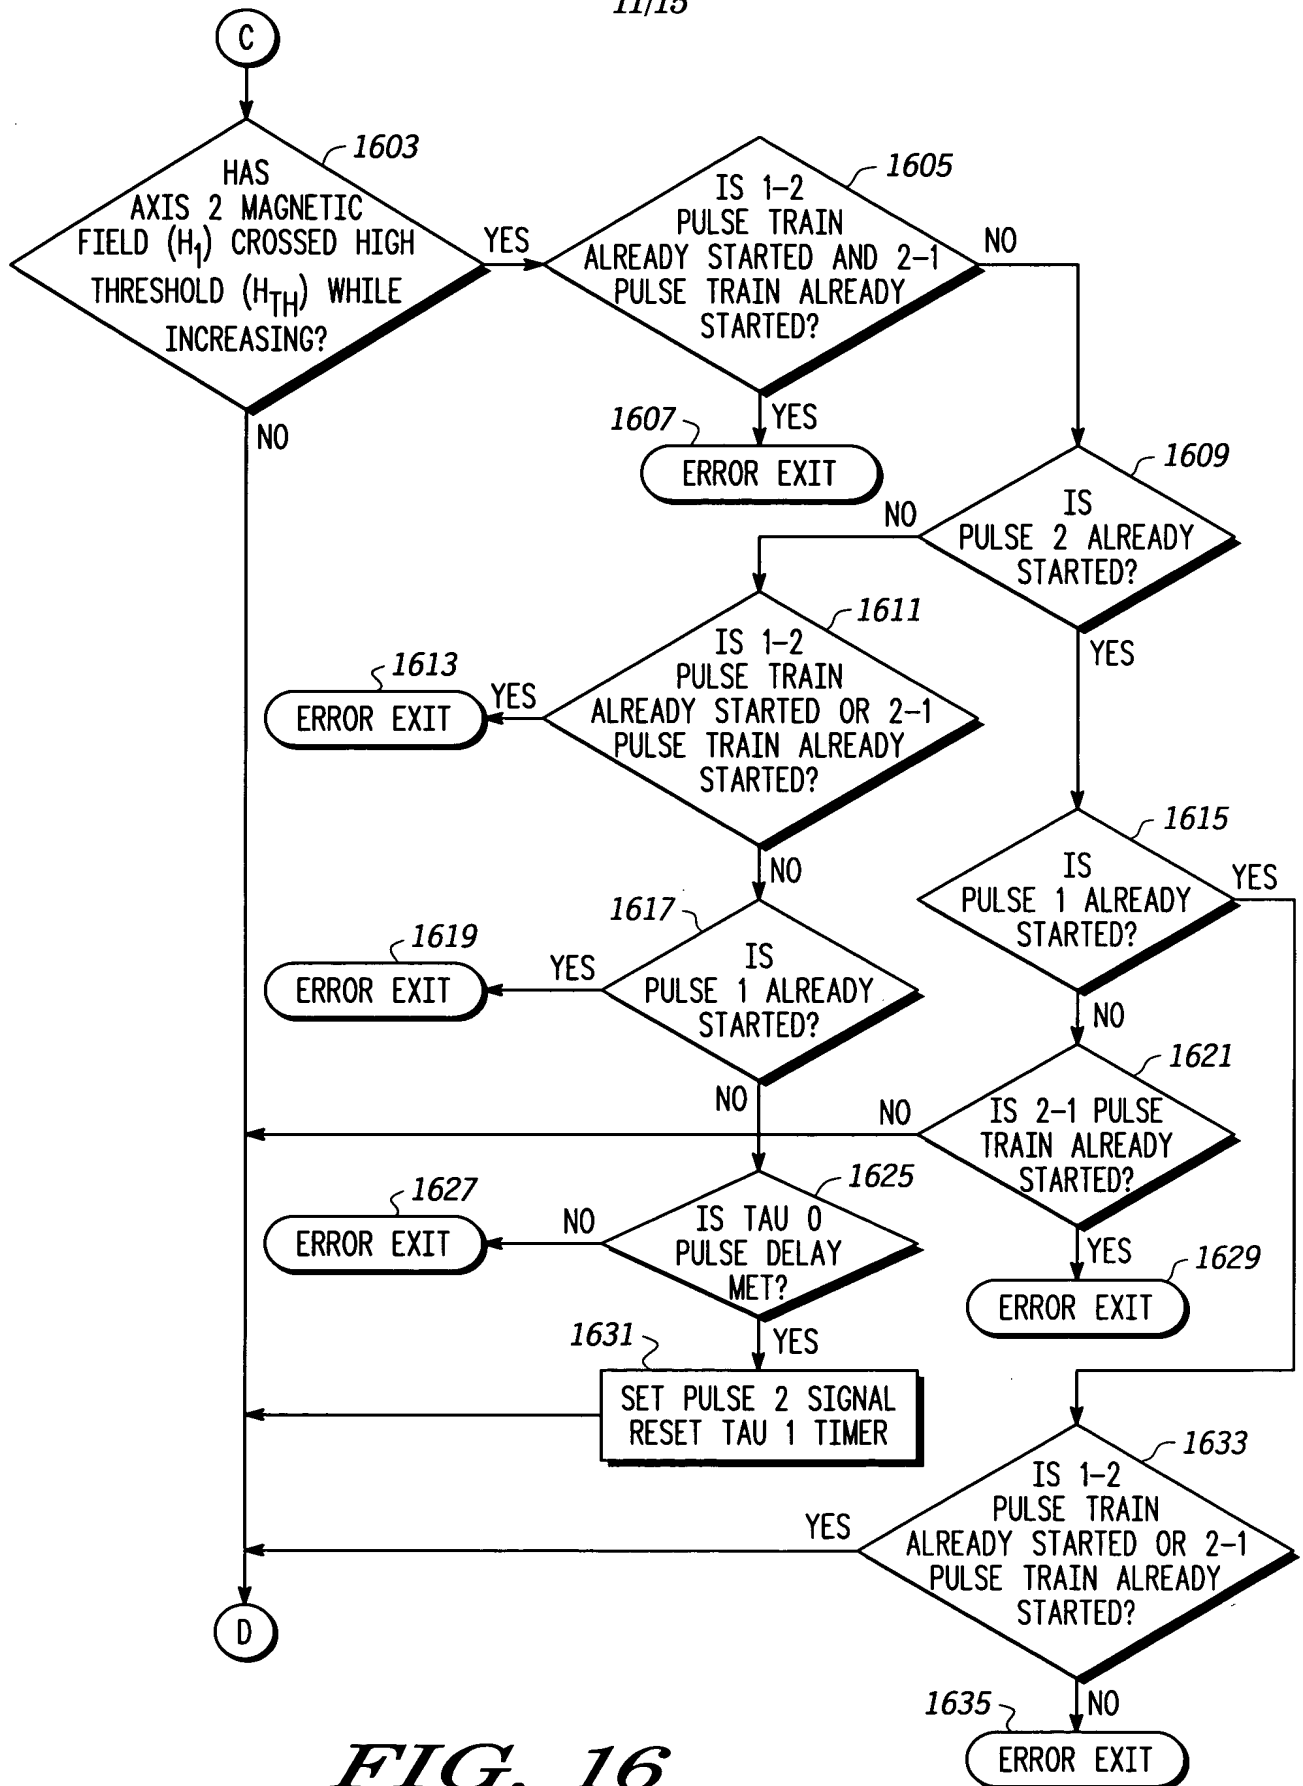 11/15
C
1603
HAS
AXIS 2 MAGNETIC
FIELD (H1) CROSSED HIGH
THRESHOLD (HTH) WHILE
INCREASING?
YES
NO
1605
IS 1-2
PULSE TRAIN
ALREADY STARTED AND 2-1
PULSE TRAIN ALREADY
STARTED?
NO
YES
1607
ERROR EXIT
1609
IS
PULSE 2 ALREADY
STARTED?
NO
YES
1611
IS 1-2
PULSE TRAIN
ALREADY STARTED OR 2-1
PULSE TRAIN ALREADY
STARTED?
YES
1613
ERROR EXIT
NO
1615
IS
PULSE 1 ALREADY
STARTED?
YES
NO
1617
IS
PULSE 1 ALREADY
STARTED?
YES
1619
ERROR EXIT
NO
1621
IS 2-1 PULSE
TRAIN ALREADY
STARTED?
NO
YES
1625
IS TAU 0
PULSE DELAY
MET?
NO
1627
ERROR EXIT
YES
1629
ERROR EXIT
1631
SET PULSE 2 SIGNAL
RESET TAU 1 TIMER
1633
IS 1-2
PULSE TRAIN
ALREADY STARTED OR 2-1
PULSE TRAIN ALREADY
STARTED?
YES
D
NO
1635
ERROR EXIT
FIG. 16